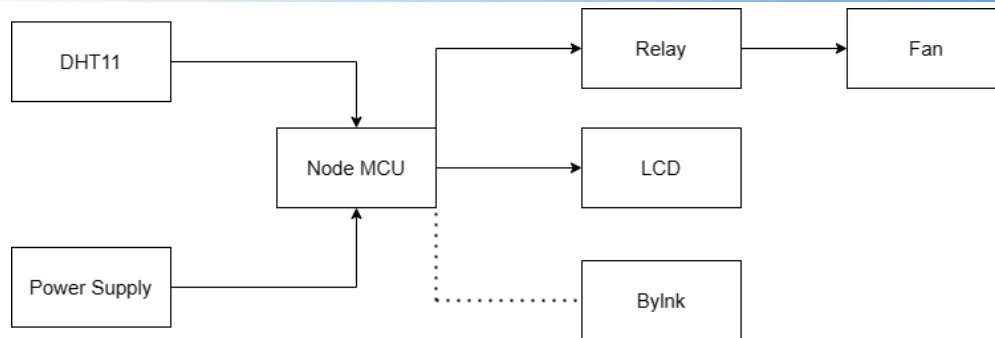 DHT11
Relay
Fan
Node MCU
LCD
Power Supply
Bylnk